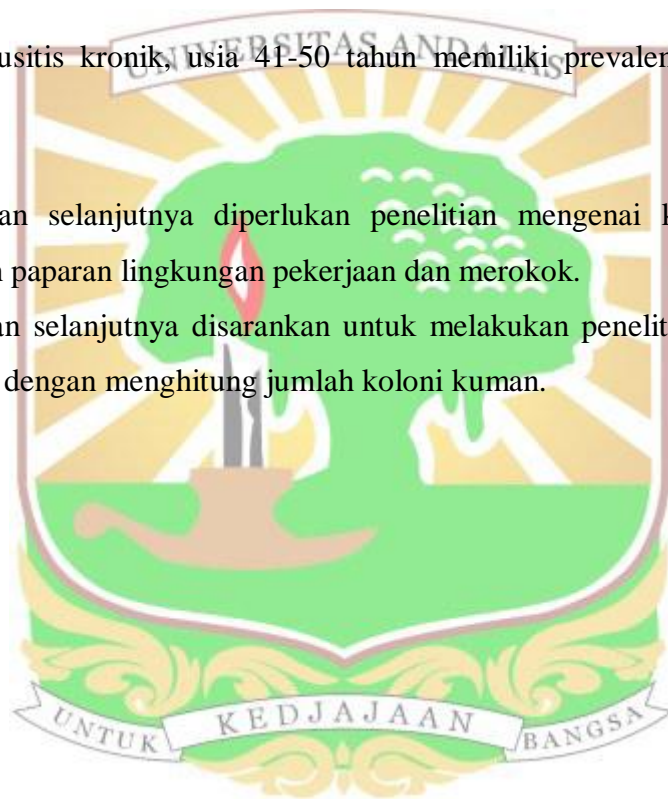 usitis kronik, usia 41-50 tahun memiliki prevalen
UNIVERSITAS ANDALAS
an selanjutnya diperlukan penelitian mengenai k
paparan lingkungan pekerjaan dan merokok.
an selanjutnya disarankan untuk melakukan penelit
dengan menghitung jumlah koloni kuman.
UNTUK KEDJAJAAN BANGSA